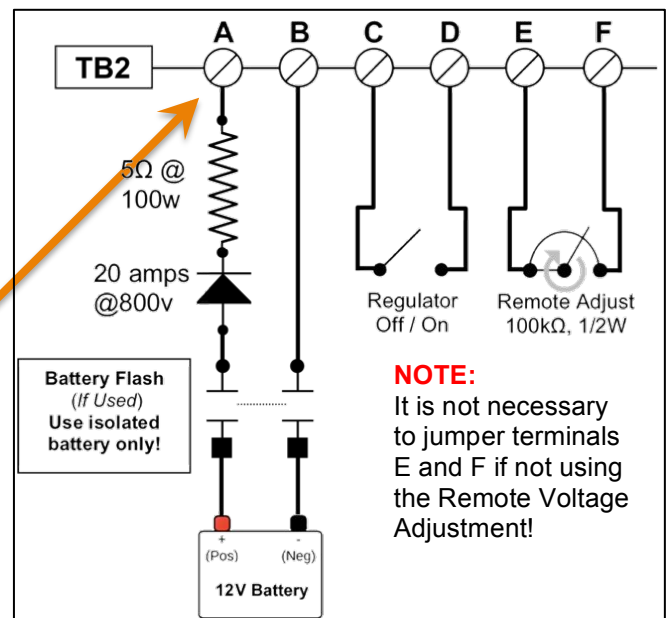 A B C D E F
TB2
5Ω @
100w
20 amps
@800v
Regulator
Off / On
Remote Adjust
100kΩ, 1/2W
Battery Flash
(If Used)
Use isolated
battery only!
NOTE:
It is not necessary
to jumper terminals
E and F if not using
the Remote Voltage
Adjustment!
+ -
(Pos) (Neg)
12V Battery